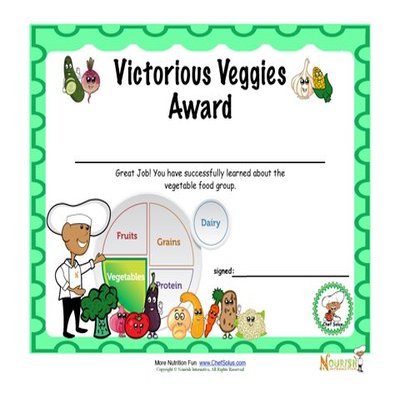 Victorious Veggies
Award
Great Job! You have successfully learned about the
vegetable food group.
Fruits
Grains
Dairy
Vegetables
Protein
signed:
Chef Solus
More Nutrition Fun www.ChefSolus.com
Copyright © Nourish Interactive, All Rights Reserved
NOURISH